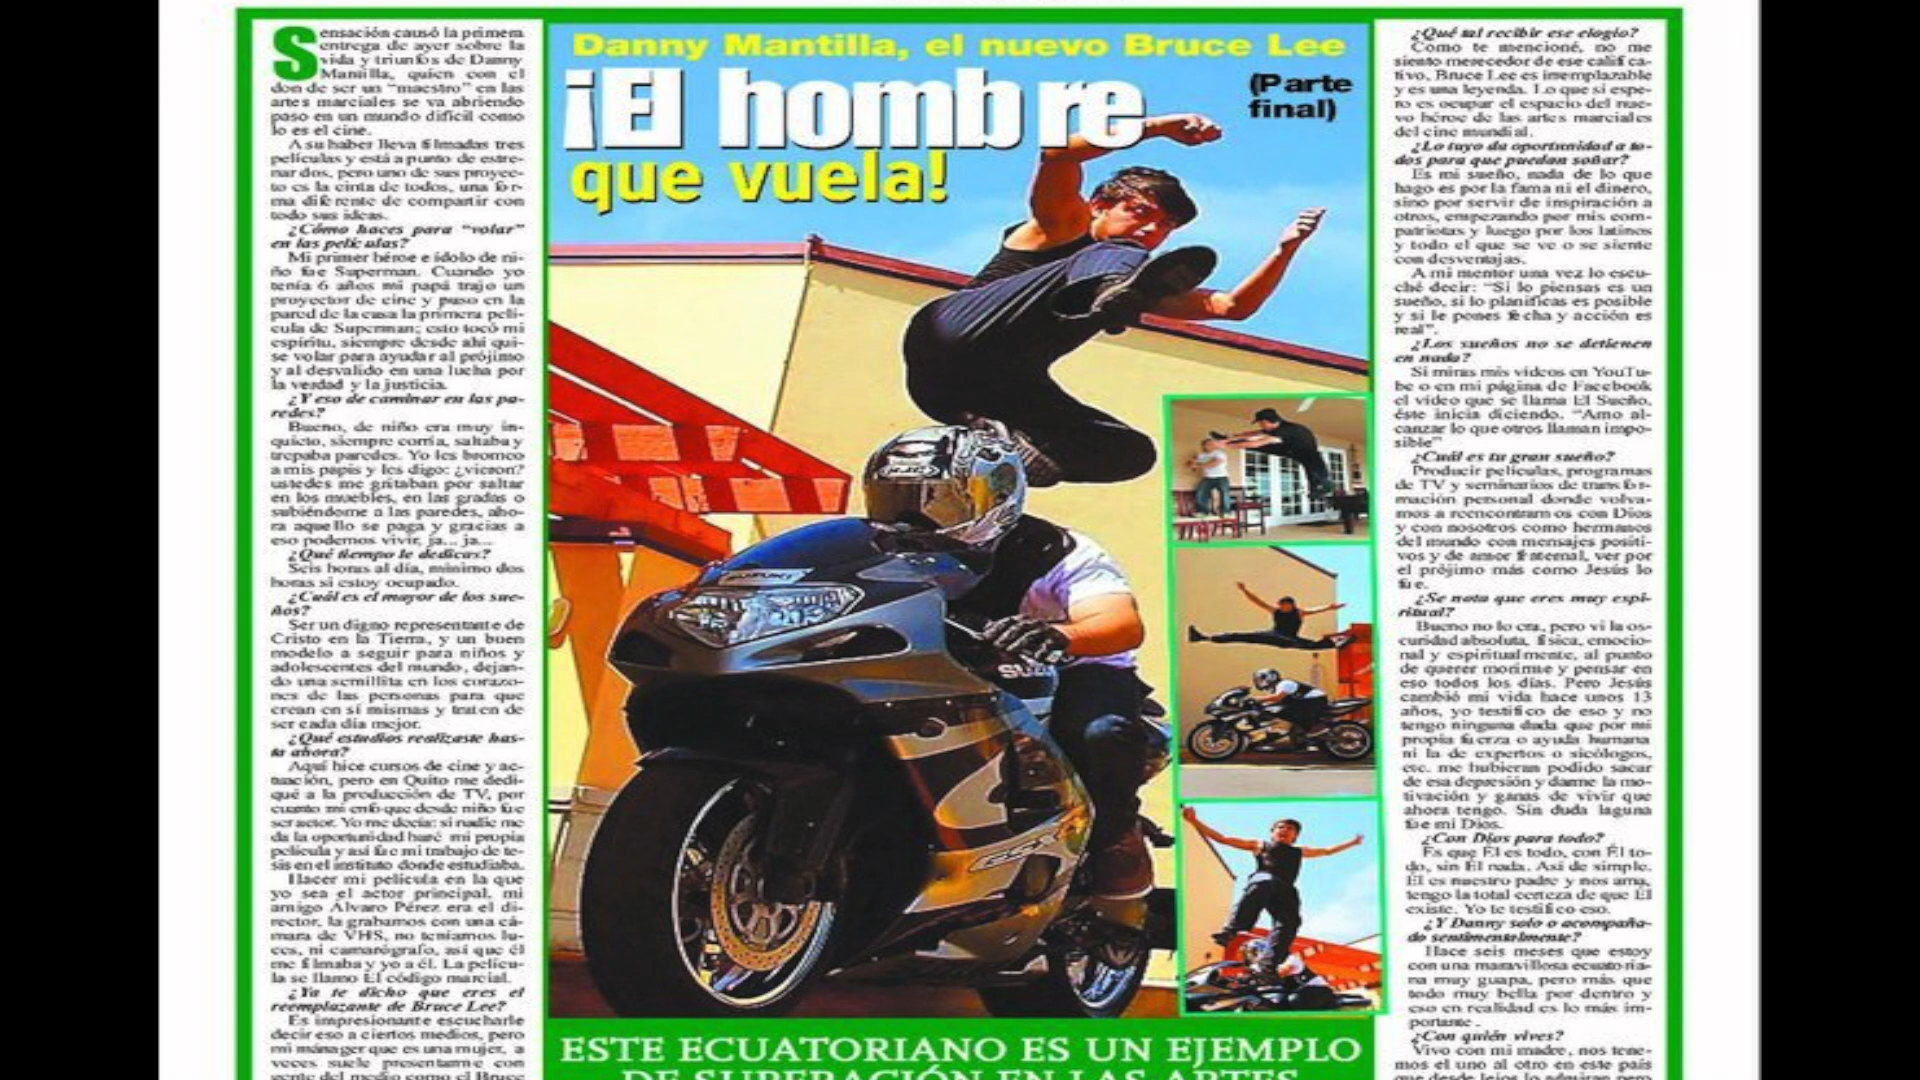 Sensación causó la primera
entrega de ayer sobre la
vida y triunfos de Danny
Mantilla, quien con el
don de ser un “maestro” en las
artes marciales se va abriendo
paso en un mundo difícil como
lo es el cine.
A su haber lleva filmadas tres
películas y está a punto de estre-
nar dos, pero uno de sus proyec-
to es la cinta de todos, una for-
ma diferente de compartir con
todo sus ideas.
¿Cómo haces para “volar”
en las películas?
Mi primer héroe e ídolo de ni-
ño fue Superman. Cuando yo
tenía 6 años mi papá trajo un
proyector de cine y puso en la
pared de la casa la primera pelí-
cula de Superman; esto tocó mi
espíritu, siempre desde ahí qui-
se volar para ayudar al prójimo
y al desvalido en una lucha por
la verdad y la justicia.
¿Y eso de caminar en las pa-
redes?
Bueno, de niño era muy in-
quieto, siempre corría, saltaba y
trepaba paredes. Yo les bromeo
a mis papis y les digo: ¿vieron?
ustedes me gritaban por saltar
en los muebles, en las gradas o
subiéndome a las paredes, aho-
ra aquello se paga y gracias a
eso podemos vivir, ja... ja...
¿Qué tiempo le dedicas?
Seis horas al día, mínimo dos
horas si estoy ocupado.
¿Cuál es el mayor de los sue-
ños?
Ser un digno representante de
Cristo en la Tierra, y un buen
modelo a seguir para niños y
adolescentes del mundo, dejan-
do una semillita en los corazo-
nes de las personas para que
crean en sí mismas y traten de
ser cada día mejor.
¿Qué estudios realizaste has-
ta ahora?
Aquí hice cursos de cine y ac-
tuación, pero en Quito me dedi-
qué a la producción de TV, por
cuanto mi enfoque desde niño fue
ser actor. Yo me decía: si nadie me
da la oportunidad haré mi propia
película y así fue mi trabajo de te-
sis en el instituto donde estudiaba.
Hacer mi película en la que
yo sea el actor principal, mi
amigo Álvaro Pérez era el di-
rector, la grabamos con una cá-
mara de VHS, no teníamos lu-
ces, ni camarógrafo, así que él
me filmaba y yo a él. La pelícu-
la se llamo El código marcial.
¿Ya te dicho que eres el
reemplazante de Bruce Lee?
Es impresionante escucharle
decir eso a ciertos medios, pero
mi mánager que es una mujer, a
veces suele presentarme con
gente del medio como el Bruce
Danny Mantilla, el nuevo Bruce Lee
¡El hombre
(Parte
final)
que vuela!
HJC
SUZUKI
SUZU
GSX
ESTE ECUATORIANO ES UN EJEMPLO
DE SUPERACIÓN EN LAS ARTES
¿Qué tal recibir ese elogio?
Como te mencioné, no me
siento merecedor de ese califica-
tivo, Bruce Lee es irremplazable
y es una leyenda. Lo que sí espe-
ro es ocupar el espacio del nue-
vo héroe de las artes marciales
del cine mundial.
¿Lo tuyo da oportunidad a to-
dos para que puedan soñar?
Es mi sueño, nada de lo que
hago es por la fama ni el dinero,
sino por servir de inspiración a
otros, empezando por mis com-
patriotas y luego por los latinos
y todo el que se ve o se siente
con desventajas.
A mi mentor una vez lo escu-
ché decir: “Si lo piensas es un
sueño, si lo planificas es posible
y si le pones fecha y acción es
real”.
¿Los sueños no se detienen
en nada?
Si miras mis videos en YouTu-
be o en mi página de Facebook
el video que se llama El Sueño,
éste inicia diciendo. “Amo al-
canzar lo que otros llaman impo-
sible”
¿Cuál es tu gran sueño?
Producir películas, programas
de TV y seminarios de transfor-
mación personal donde volva-
mos a reencontrarnos con Dios
y con nosotros como hermanos
del mundo con mensajes positi-
vos y de amor fraternal, ver por
el prójimo más como Jesús lo
fue.
¿Se nota que eres muy espi-
ritual?
Bueno no lo era, pero vi la os-
curidad absoluta, física, emocio-
nal y espiritualmente, al punto
de querer morirme y pensar en
eso todos los días. Pero Jesús
cambió mi vida hace unos 13
años, yo testifico de eso y no
tengo ninguna duda que por mi
propia fuerza o ayuda humana
ni la de expertos o sicólogos,
etc. me hubieran podido sacar
de esa depresión y darme la mo-
tivación y ganas de vivir que
ahora tengo. Sin duda laguna
fue mi Dios.
¿Con Dios para todo?
Es que Él es todo, con Él to-
do, sin Él nada. Así de simple.
Él es nuestro padre y nos ama,
tengo la total certeza de que Él
existe. Yo te testifico eso.
¿Y Danny solo o acompaña-
do sentimentalmente?
Hace seis meses que estoy
con una maravillosa ecuatoria-
na muy guapa, pero más que
todo muy bella por dentro y
eso en realidad es lo más im-
portante.
¿Con quién vives?
Vivo con mi madre, nos tene-
mos el uno al otro en este país
que desde lejos lo admiran pero